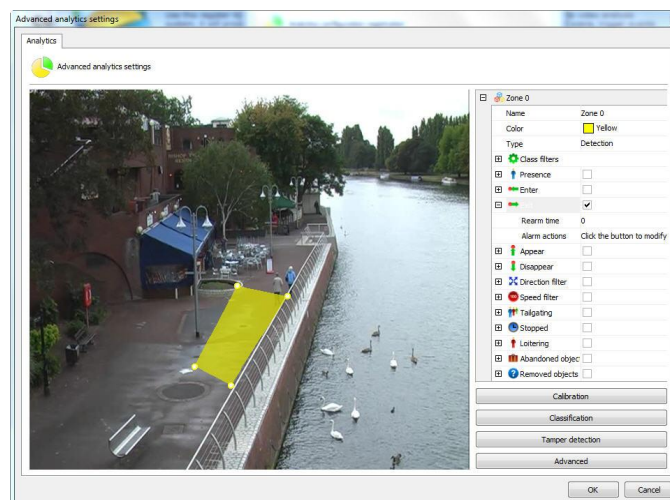 Advanced analytics settings
Analytics
Advanced analytics settings
Zone 0
Name Zone 0
Color Yellow
Type Detection
Class filters
Presence
Enter
Rearm time 0
Alarm actions Click the button to modify
Appear
Disappear
Direction filter
Speed filter
Tailgating
Stopped
Loitering
Abandoned objec
Removed objects
Calibration
Classification
Tamper detection
Advanced
OK Cancel